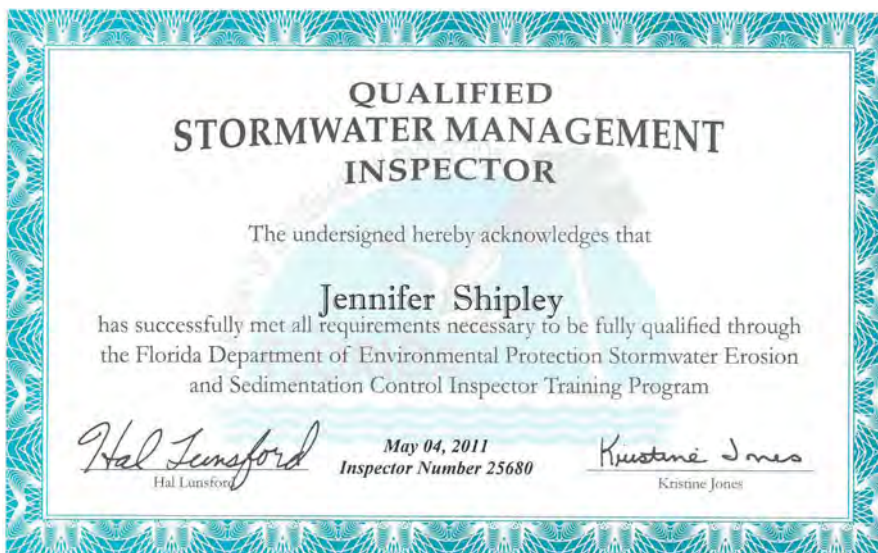 QUALIFIED
STORMWATER MANAGEMENT
INSPECTOR
The undersigned hereby acknowledges that
Jennifer Shipley
has successfully met all requirements necessary to be fully qualified through
the Florida Department of Environmental Protection Stormwater Erosion
and Sedimentation Control Inspector Training Program
Hal Lunsford
Hal Lunsford
May 04, 2011
Inspector Number 25680
Kristine Jones
Kristine Jones